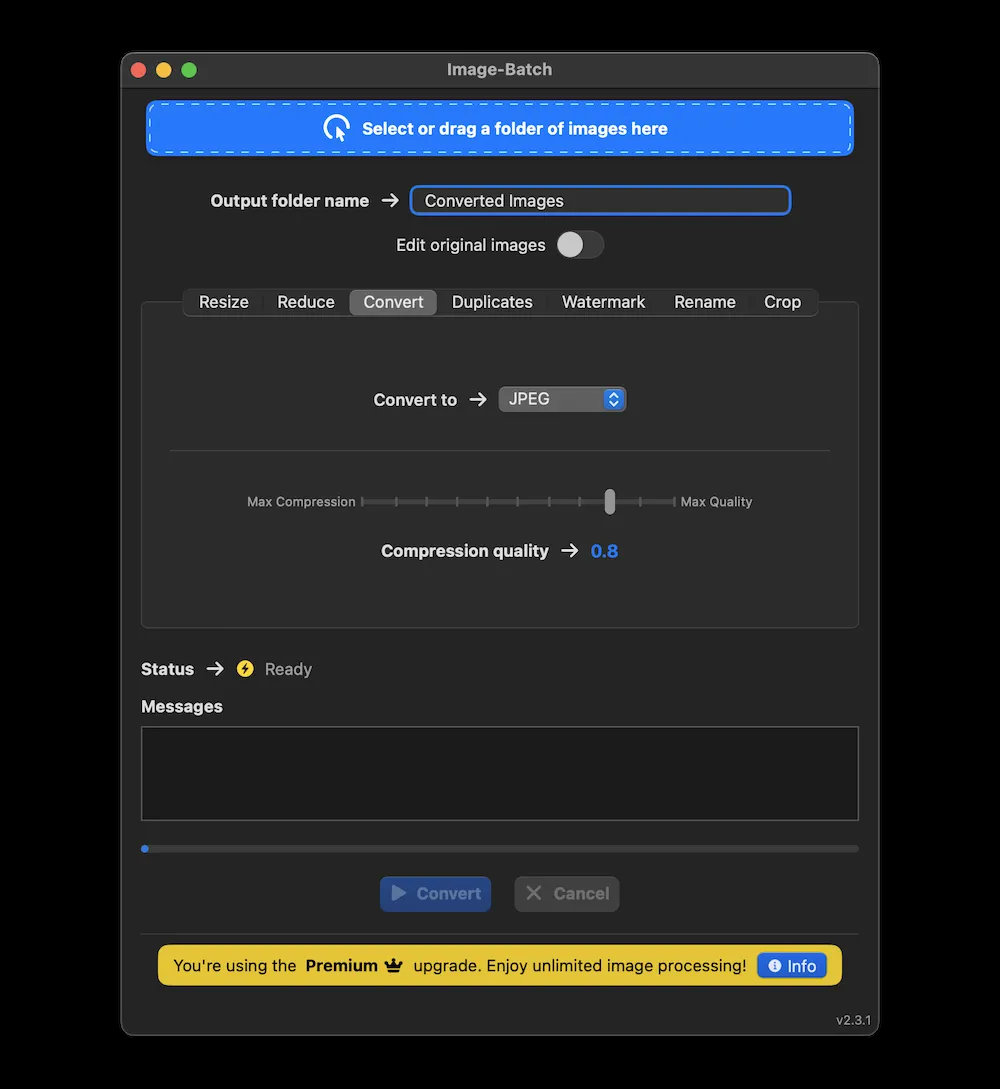 Image-Batch
Select or drag a folder of images here
Output folder name → Converted Images
Edit original images
Resize Reduce Convert Duplicates Watermark Rename Crop
Convert to → JPEG
Max Compression Max Quality
Compression quality → 0.8
Status → Ready
Messages
Convert Cancel
You're using the Premium upgrade. Enjoy unlimited image processing! Info
v2.3.1